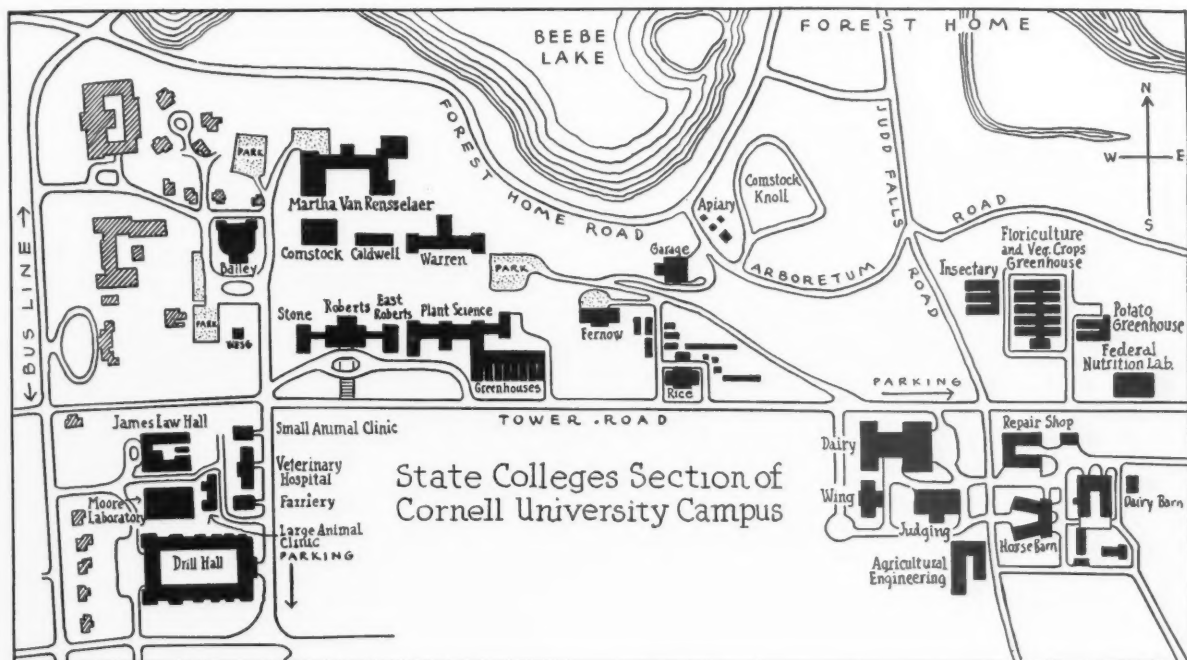 FOREST HOME
BEEBE
LAKE
N
W E
S
PARK
FOREST HOME ROAD
JUDD FALLS
ROAD
Martha Van Rensselaer
Comstock
Knoll
Apiary
ROAD
Floriculture
and Veg. Crops
Greenhouse
Insectary
BUS LINE
Bailey
Comstock
Caldwell
Warren
PARK
Garage
ARBORETUM
Potato
Greenhouse
Federal
Nutrition Lab.
PARK
WESG
Stone
Roberts
East
Roberts
Plant Science
Fernow
Greenhouses
Rice
PARKING
TOWER ROAD
James Law Hall
Small Animal Clinic
Veterinary
Hospital
Farriery
Moore
Laboratory
Large Animal
Clinic
PARKING
Drill Hall
State Colleges Section of
Cornell University Campus
Dairy
Wing
Judging
Agricultural
Engineering
Repair Shop
Horse Barn
Dairy Barn